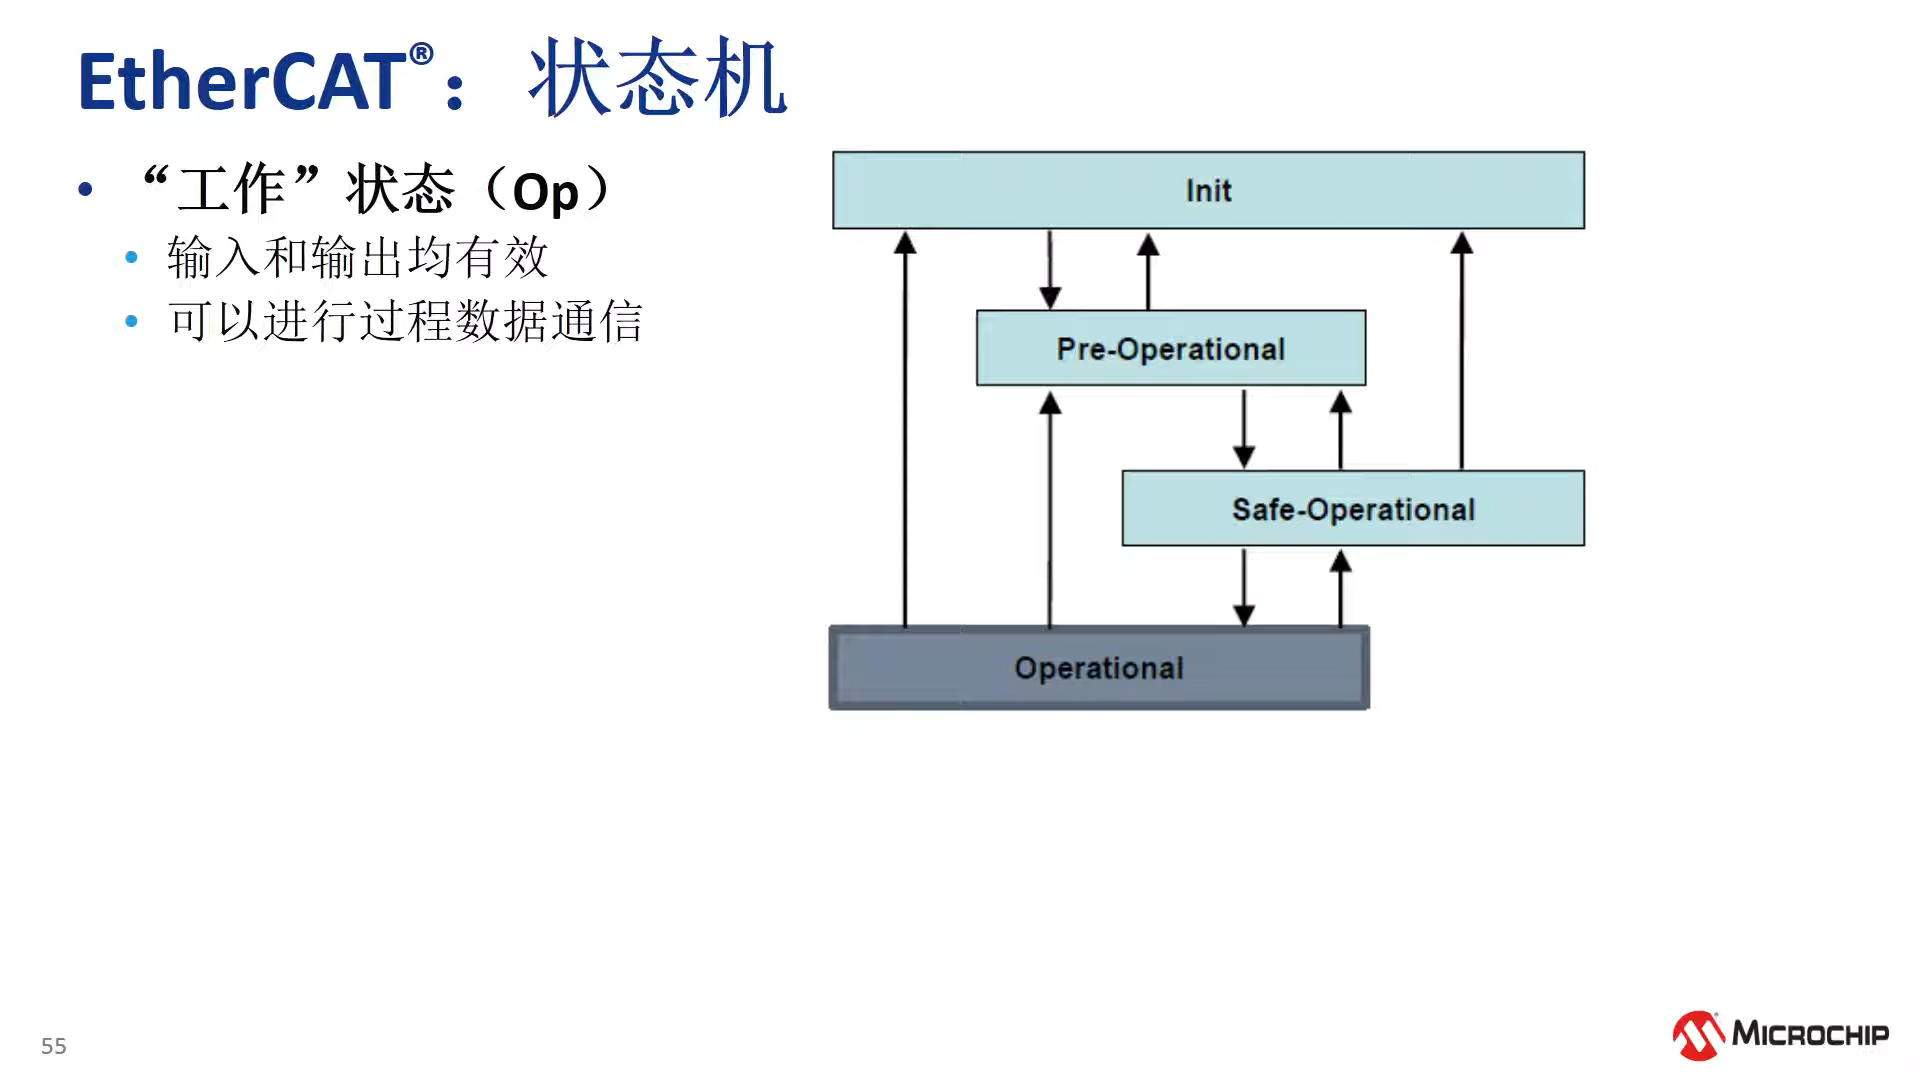 EtherCAT®： 状态机
• “工作”状态（Op）
• 输入和输出均有效
• 可以进行过程数据通信
Init
Pre-Operational
Safe-Operational
Operational
55
MICROCHIP